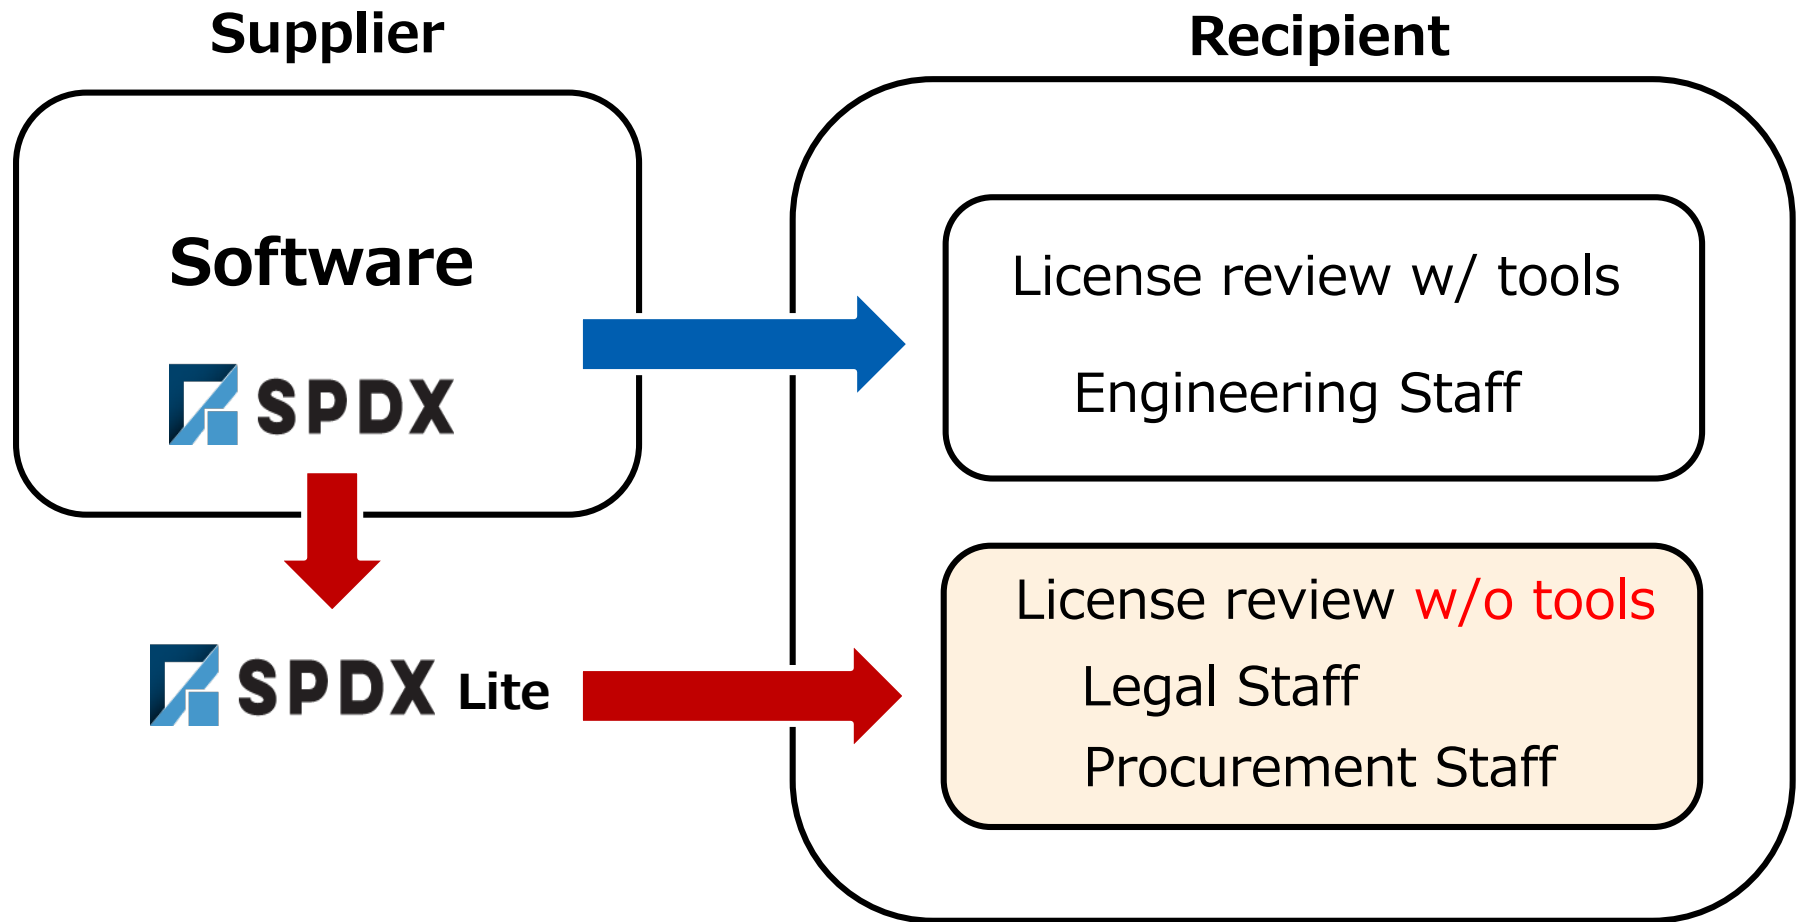 Supplier
Software
SPDX
SPDX Lite
Recipient
License review w/ tools
Engineering Staff
License review w/o tools
Legal Staff
Procurement Staff